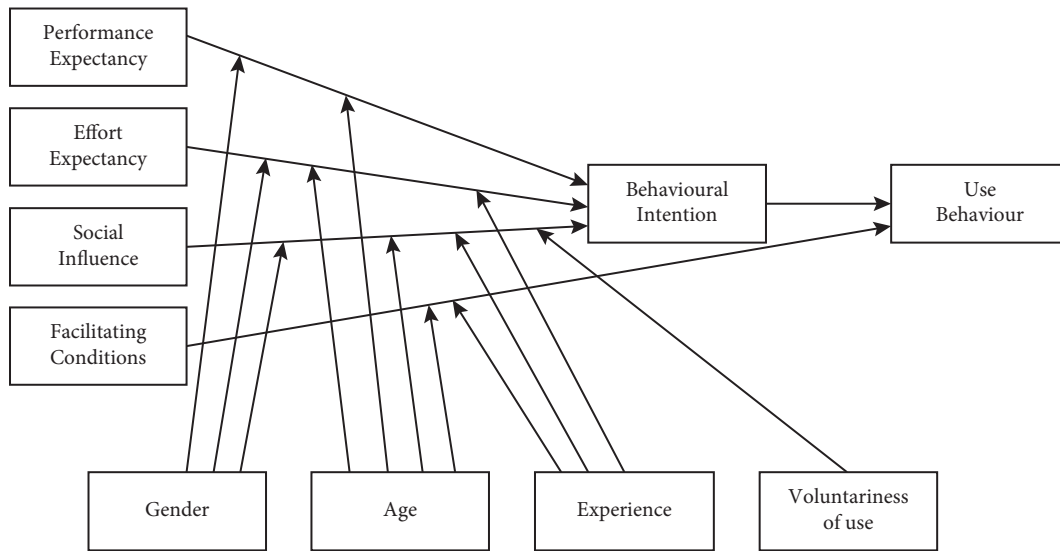 Performance
Expectancy
Effort
Expectancy
Social
Influence
Facilitating
Conditions
Behavioural
Intention
Use
Behaviour
Gender
Age
Experience
Voluntariness
of use